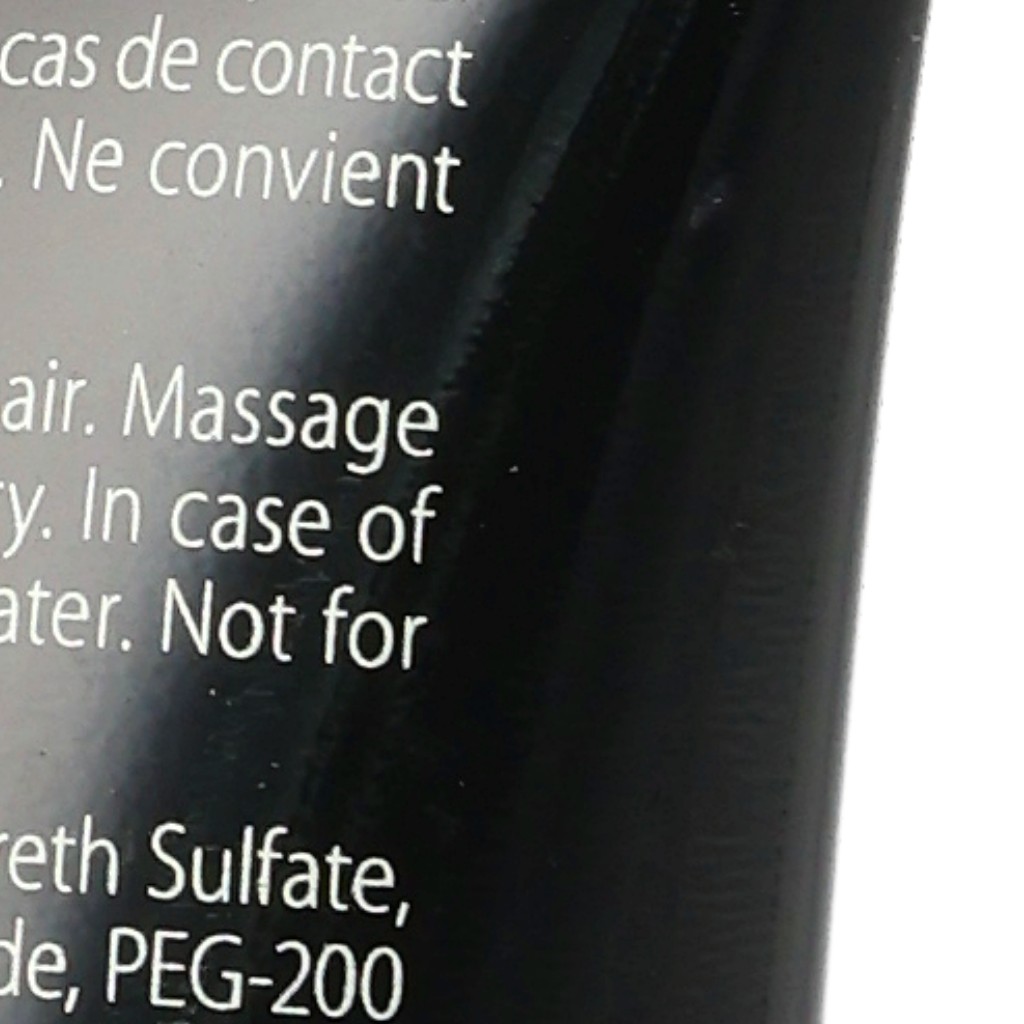 cas de contact
. Ne convient
air. Massage
y. In case of
ater. Not for
reth Sulfate,
de, PEG-200